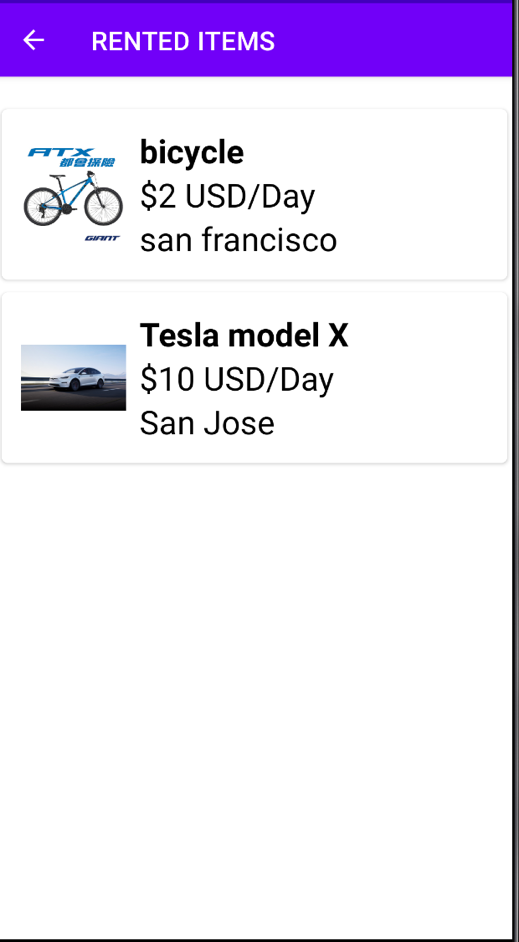 RENTED ITEMS
ATX
都會探險
GIANT
bicycle
$2 USD/Day
san francisco
Tesla model X
$10 USD/Day
San Jose